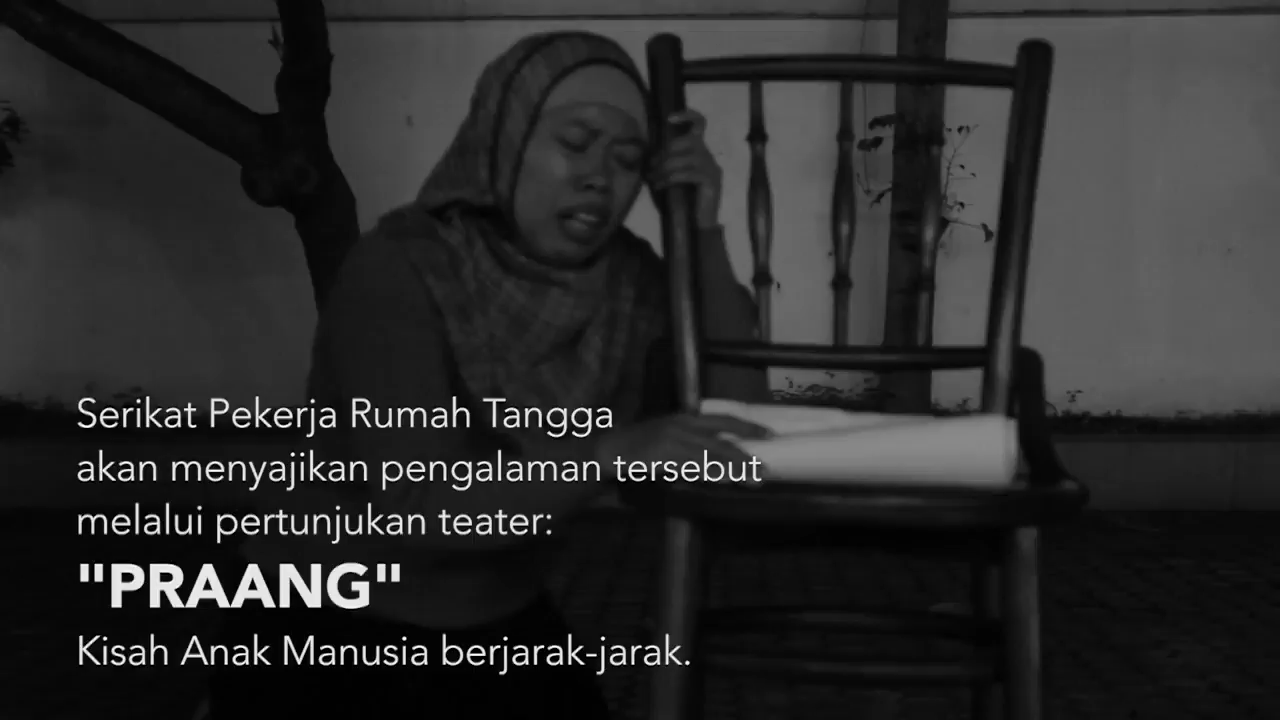 Serikat Pekerja Rumah Tangga
akan menyajikan pengalaman tersebut
melalui pertunjukan teater:
"PRAANG"
Kisah Anak Manusia berjarak-jarak.